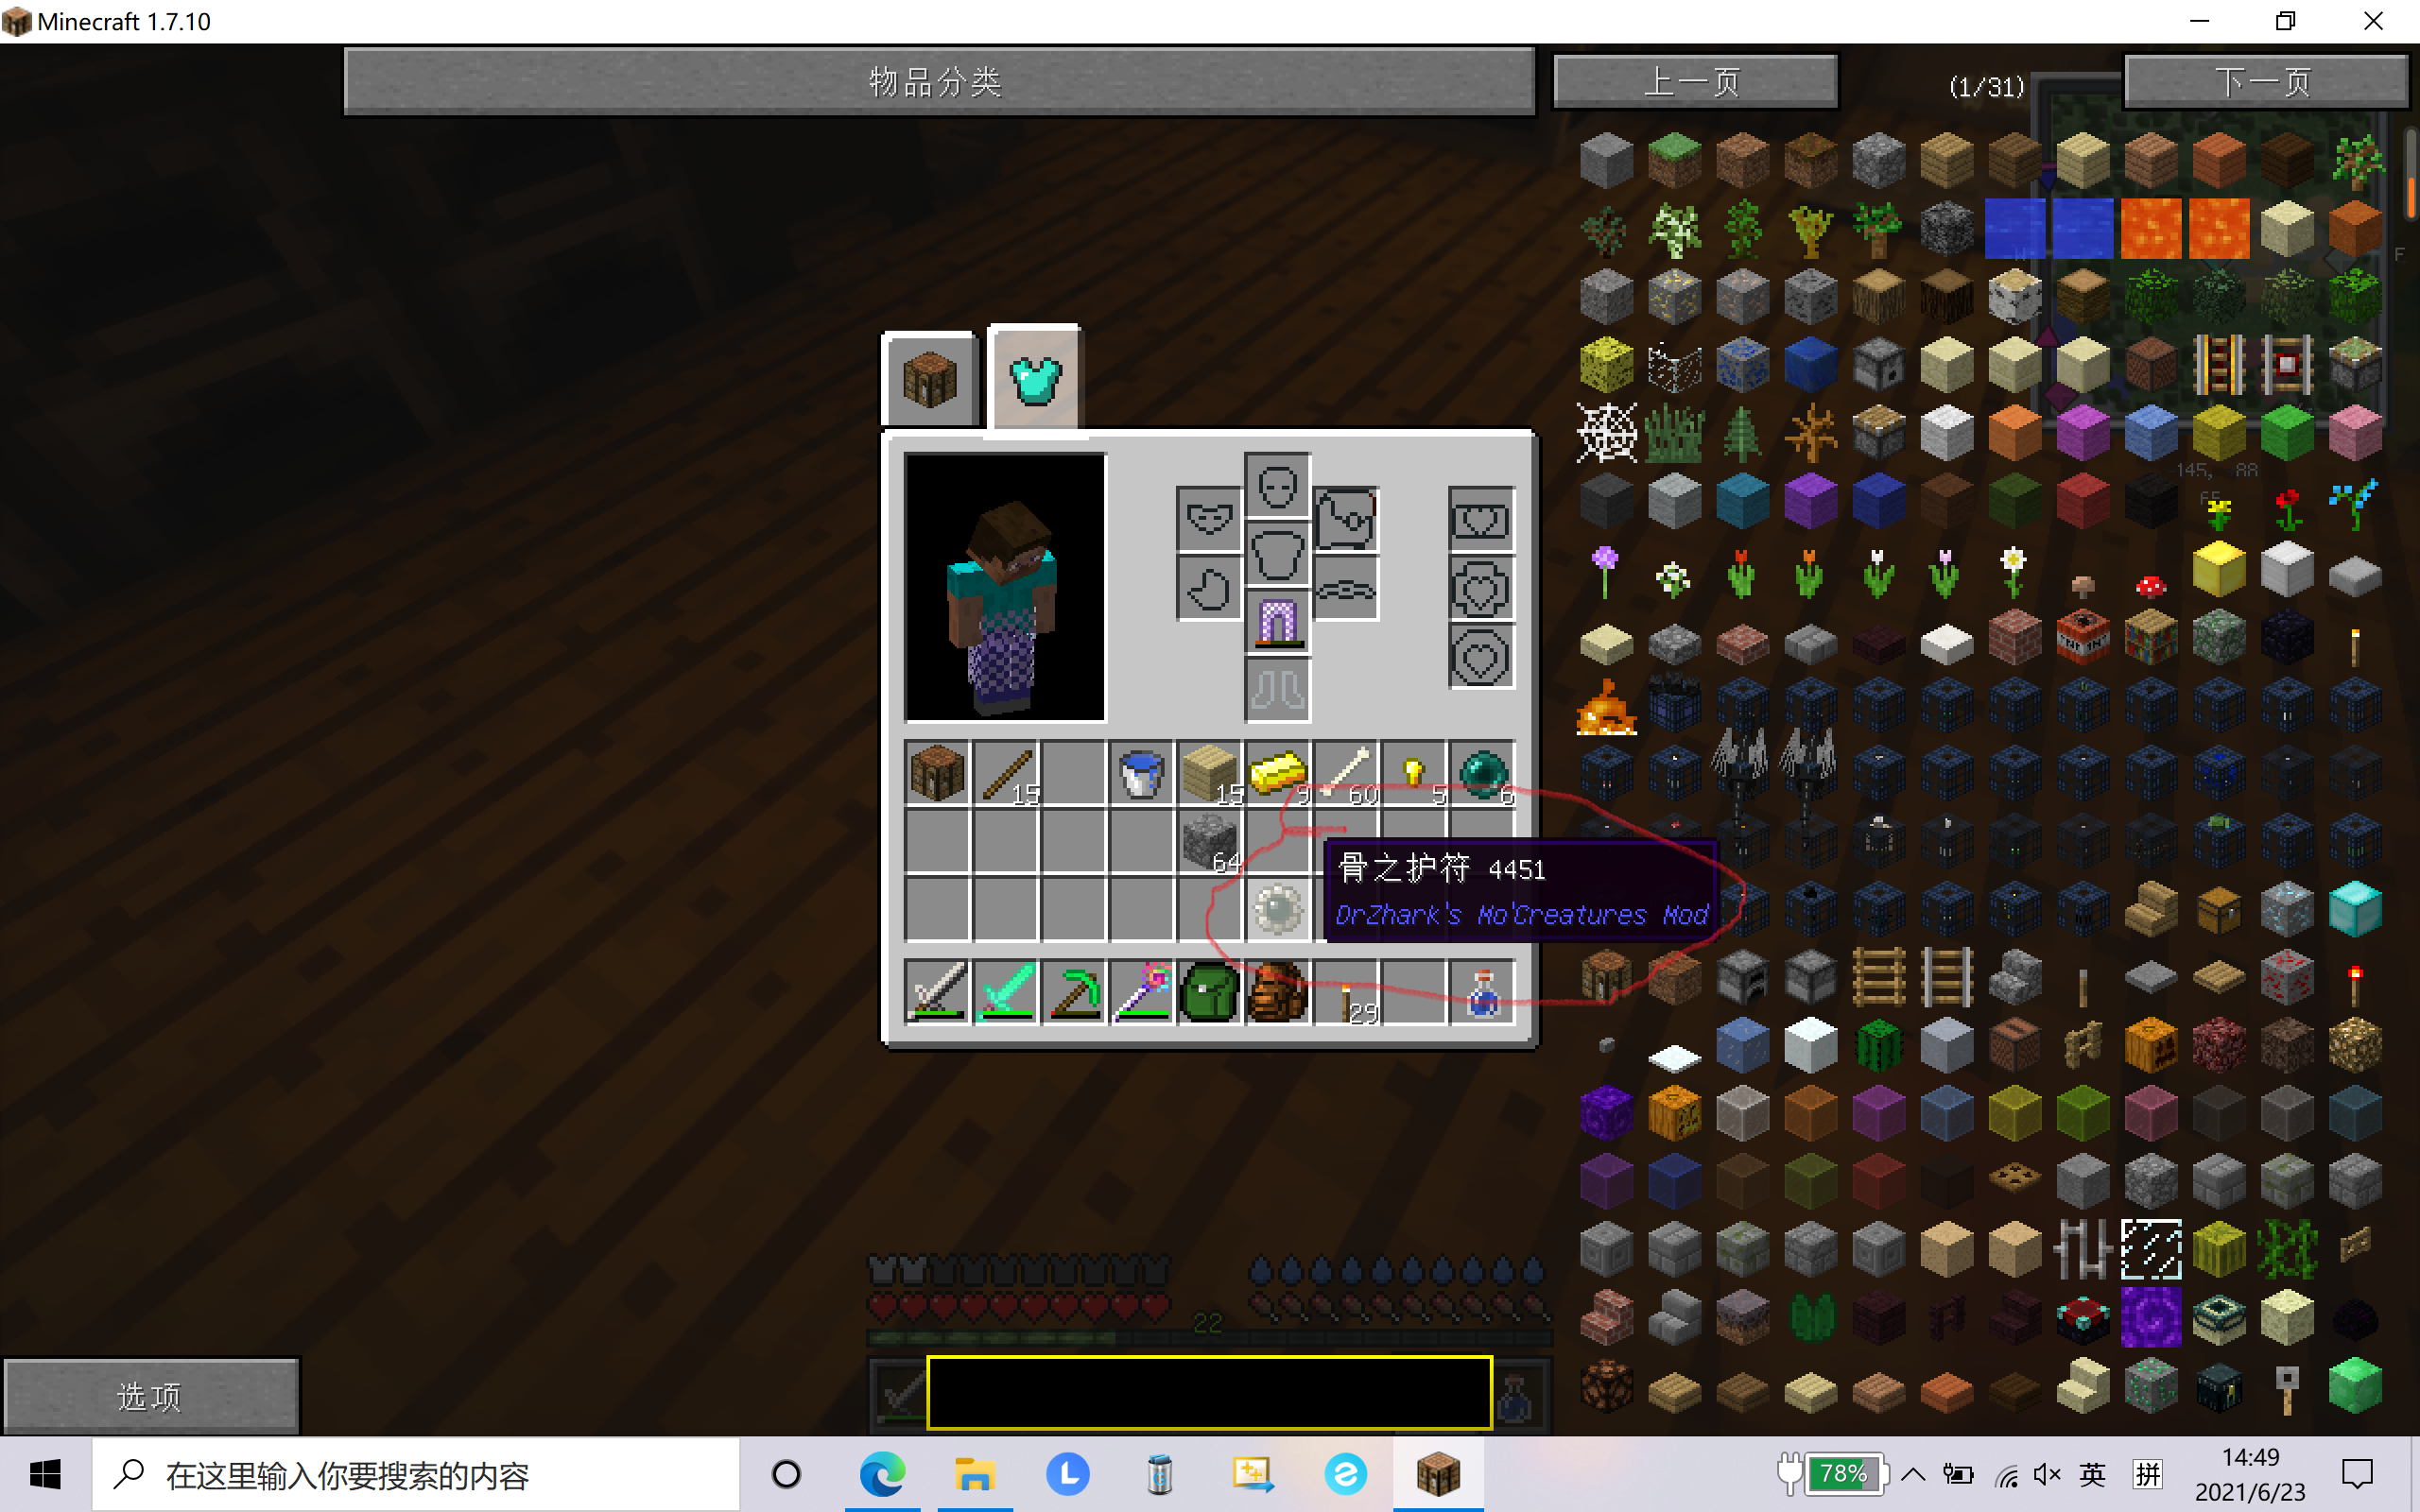 Minecraft 1.7.10
物品分类
上一页
(1/31)
下一页
F
145, 88
15
15
9
60
5
6
64
骨之护符 4451
DrZhark's Mo'Creatures Mod
29
22
选项
在这里输入你要搜索的内容
78%
英
拼
14:49
2021/6/23